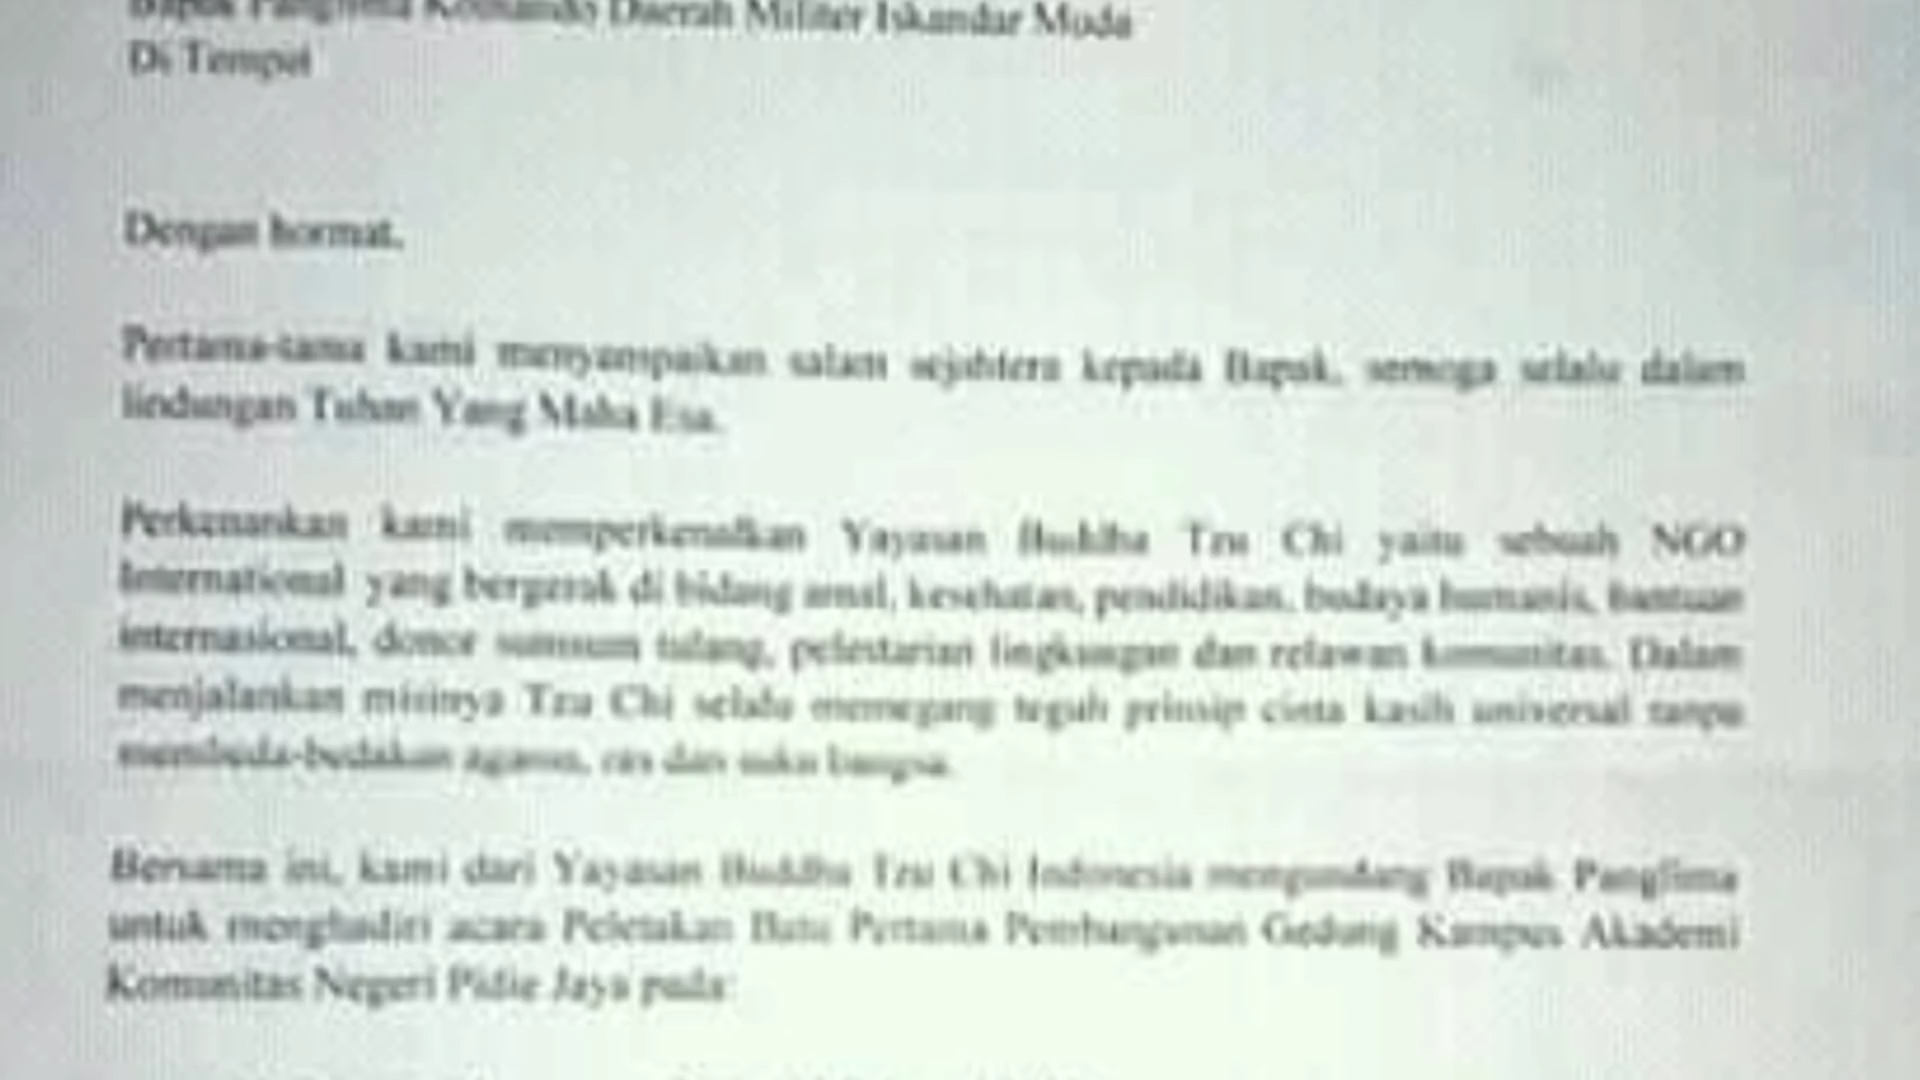 Bapak Panglima Komando Daerah Militer Iskandar Muda
Di Tempat
Dengan hormat,
Pertama-tama kami menyampaikan salam sejahtera kepada Bapak, semoga selalu dalam
lindungan Tuhan Yang Maha Esa.
Perkenankan kami memperkenalkan Yayasan Buddha Tzu Chi yaitu sebuah NGO
International yang bergerak di bidang amal, kesehatan, pendidikan, budaya humanis, bantuan
internasional, donor sumsum tulang, pelestarian lingkungan dan relawan komunitas. Dalam
menjalankan misinya Tzu Chi selalu memegang teguh prinsip cinta kasih universal tanpa
membeda-bedakan agama, ras dan suku bangsa.
Bersama ini, kami dari Yayasan Buddha Tzu Chi Indonesia mengundang Bapak Panglima
untuk menghadiri acara Peletakan Batu Pertama Pembangunan Gedung Kampus Akademi
Komunitas Negeri Pidie Jaya pada: